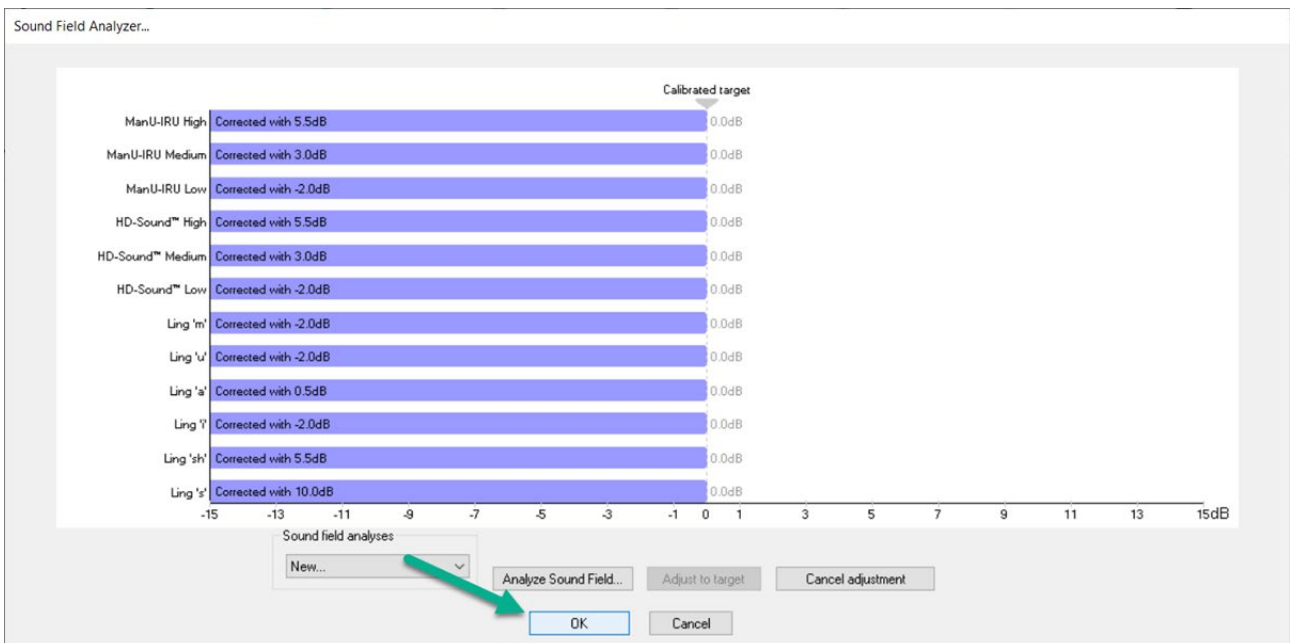 Sound Field Analyzer...
Calibrated target
ManU-IRU High Corrected with 5.5dB 0.0dB
ManU-IRU Medium Corrected with 3.0dB 0.0dB
ManU-IRU Low Corrected with -2.0dB 0.0dB
HD-Sound™ High Corrected with 5.5dB 0.0dB
HD-Sound™ Medium Corrected with 3.0dB 0.0dB
HD-Sound™ Low Corrected with -2.0dB 0.0dB
Ling 'm' Corrected with -2.0dB 0.0dB
Ling 'u' Corrected with -2.0dB 0.0dB
Ling 'a' Corrected with 0.5dB 0.0dB
Ling 'i' Corrected with -2.0dB 0.0dB
Ling 'sh' Corrected with 5.5dB 0.0dB
Ling 's' Corrected with 10.0dB 0.0dB
-15 -13 -11 -9 -7 -5 -3 -1 0 1 3 5 7 9 11 13 15dB
Sound field analyses
New... Analyze Sound Field... Adjust to target Cancel adjustment
OK Cancel